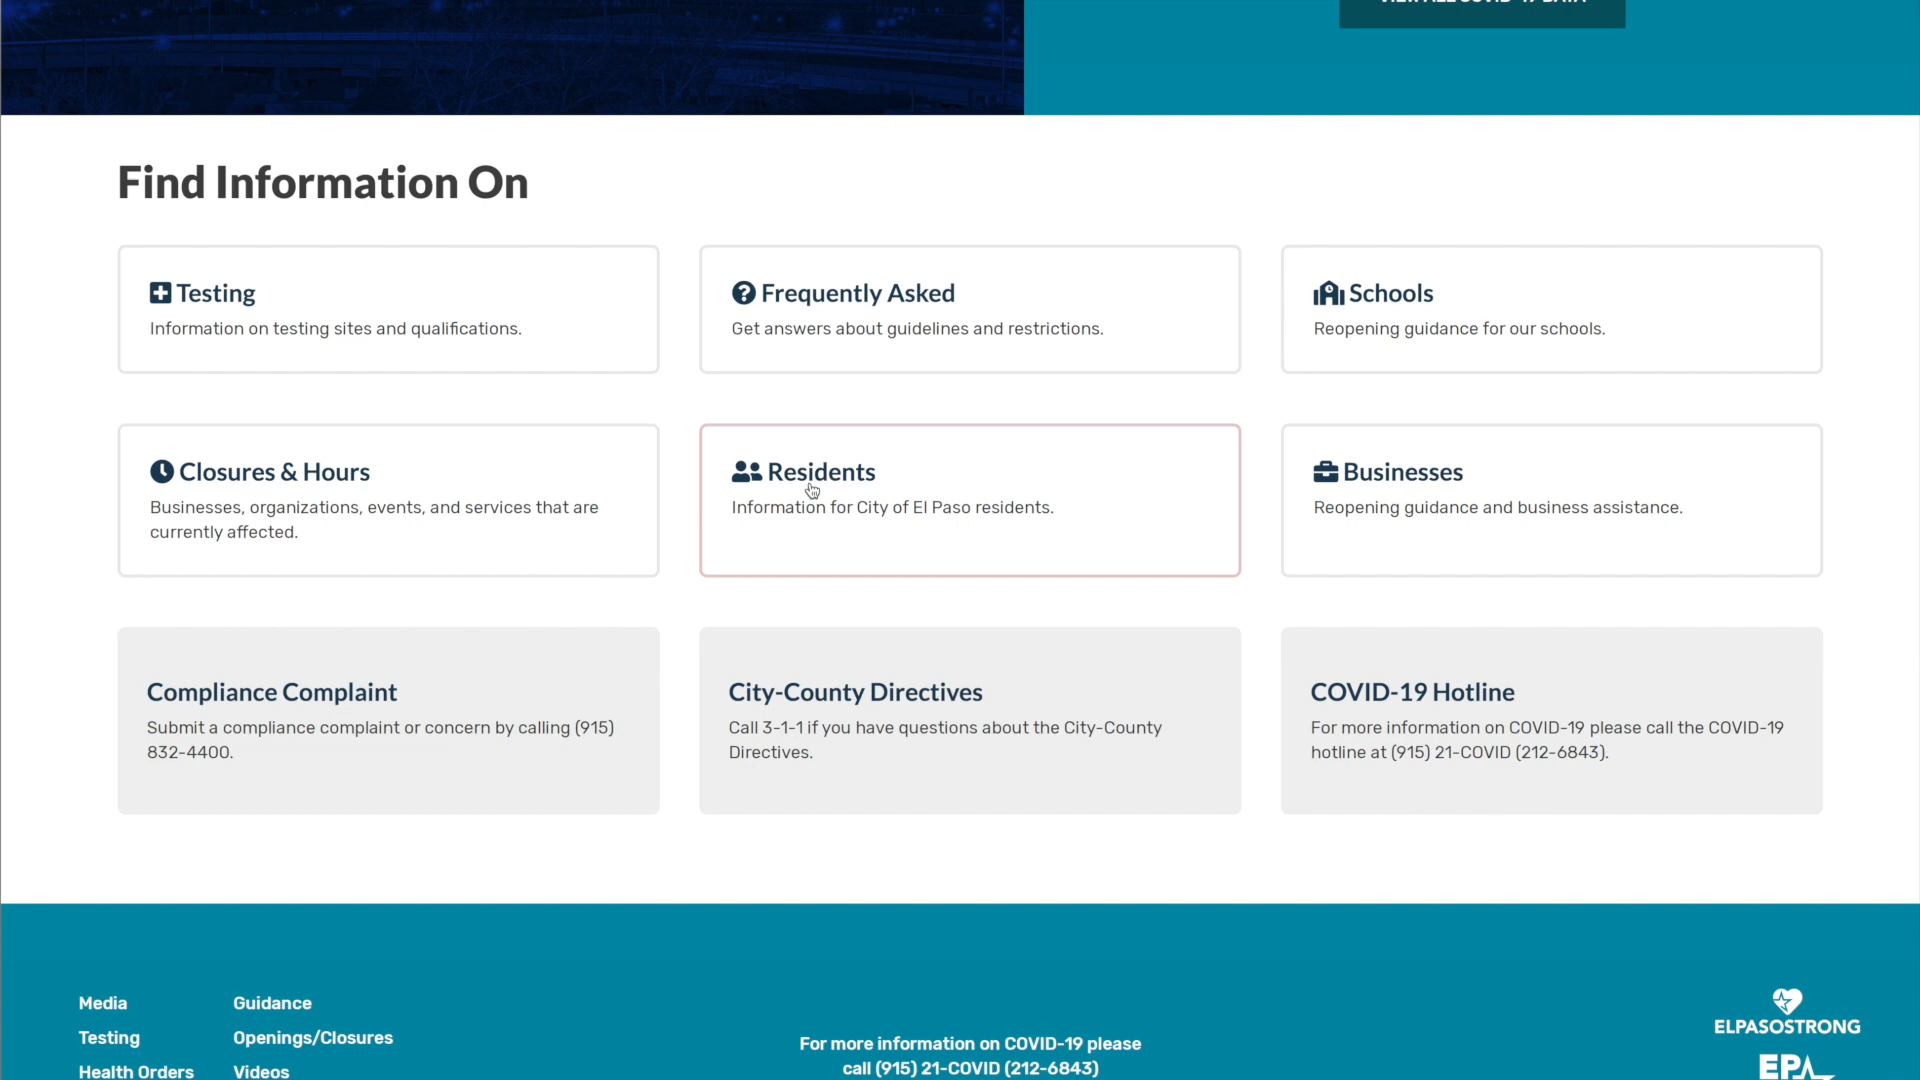 VIEW ALL COVID-19 DATA
Find Information On
Testing
Information on testing sites and qualifications.
Frequently Asked
Get answers about guidelines and restrictions.
Schools
Reopening guidance for our schools.
Closures & Hours
Businesses, organizations, events, and services that are
currently affected.
Residents
Information for City of El Paso residents.
Businesses
Reopening guidance and business assistance.
Compliance Complaint
Submit a compliance complaint or concern by calling (915)
832-4400.
City-County Directives
Call 3-1-1 if you have questions about the City-County
Directives.
COVID-19 Hotline
For more information on COVID-19 please call the COVID-19
hotline at (915) 21-COVID (212-6843).
Media
Testing
Health Orders
Guidance
Openings/Closures
Videos
For more information on COVID-19 please
call (915) 21-COVID (212-6843)
ELPASOSTRONG